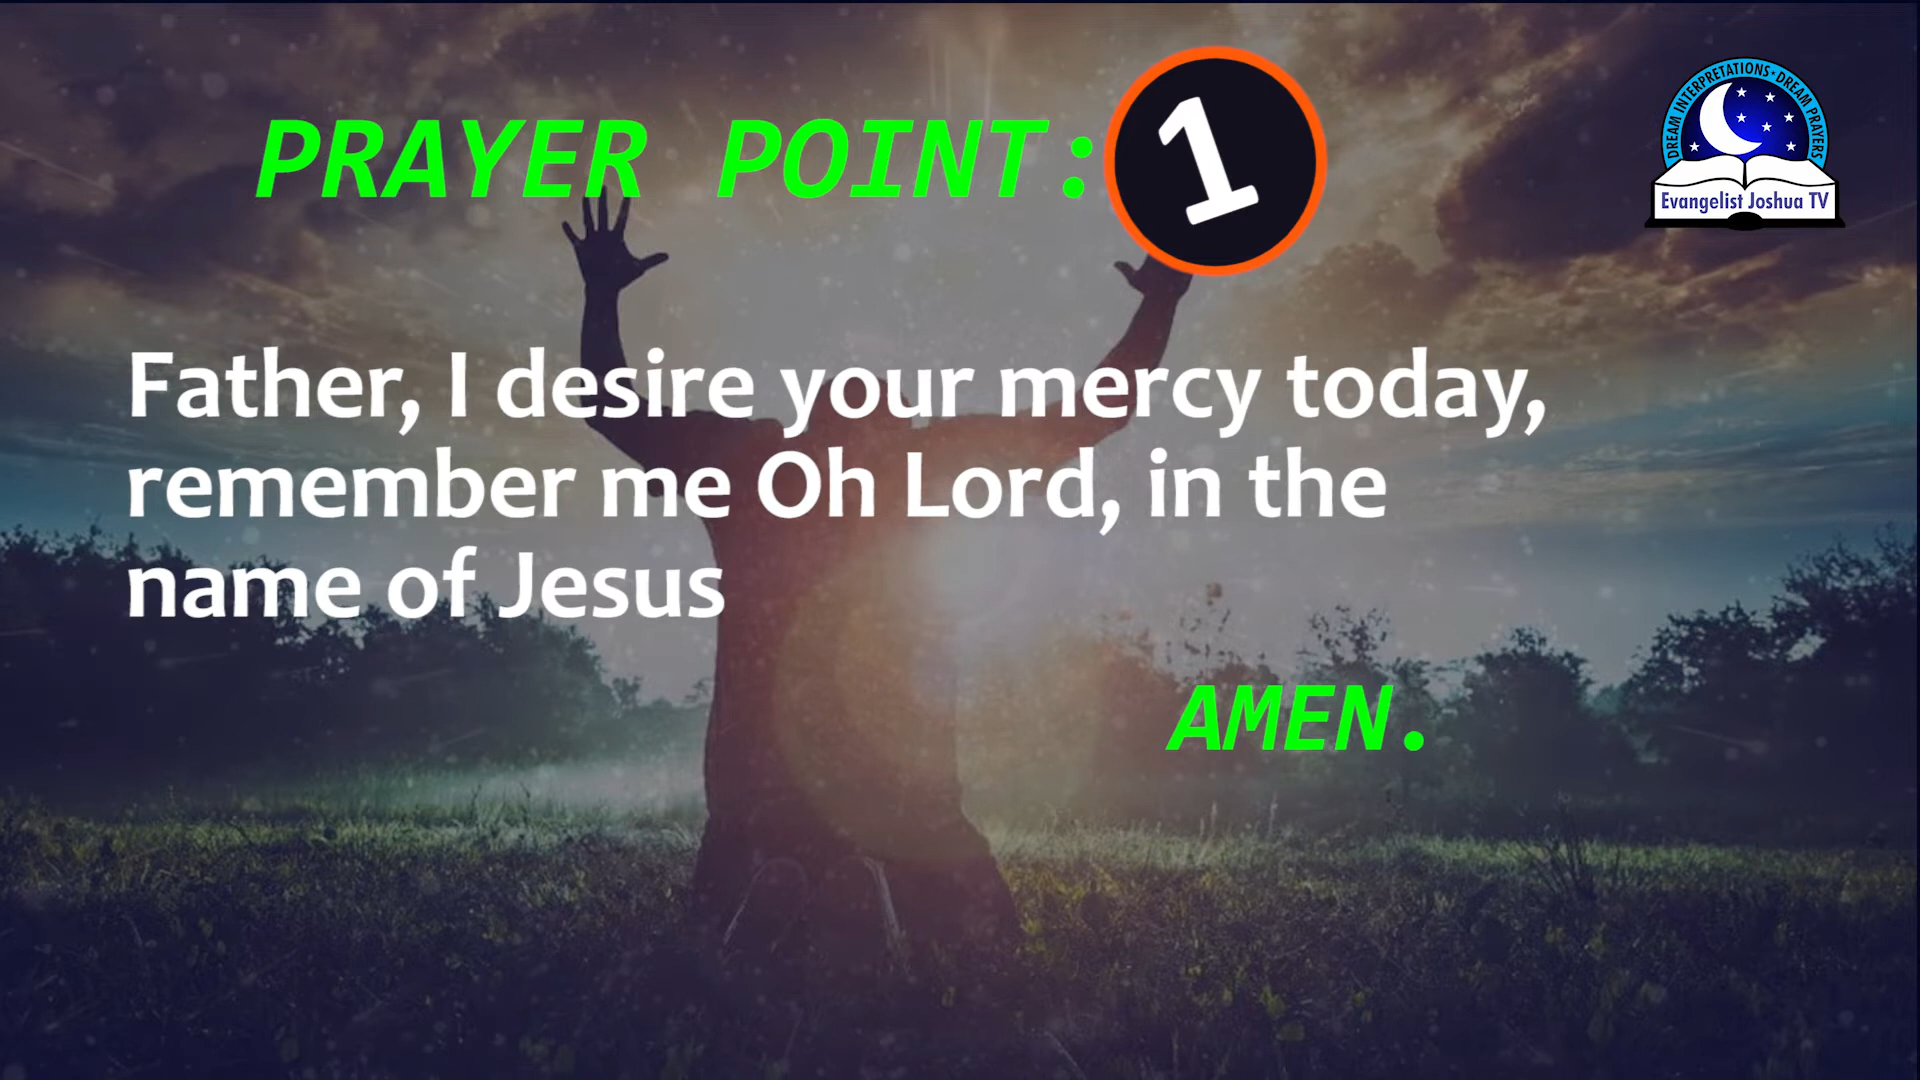 PRAYER POINT: 1
DREAM INTERPRETATIONS · DREAM PRAYERS
Evangelist Joshua TV
Father, I desire your mercy today,
remember me Oh Lord, in the
name of Jesus
AMEN.